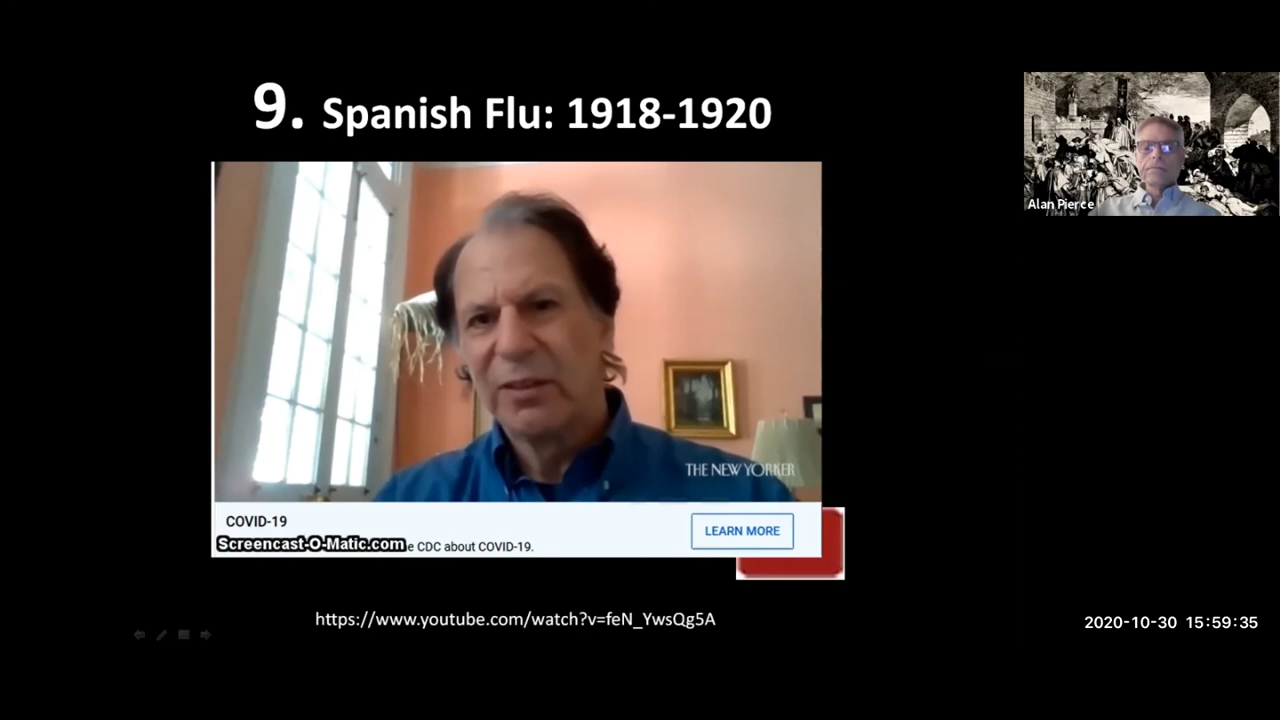 9. Spanish Flu: 1918-1920
Alan Pierce
THE NEW YORKER
COVID-19
LEARN MORE
Screencast-O-Matic.com
e CDC about COVID-19.
https://www.youtube.com/watch?v=feN_YwsQg5A
2020-10-30 15:59:35